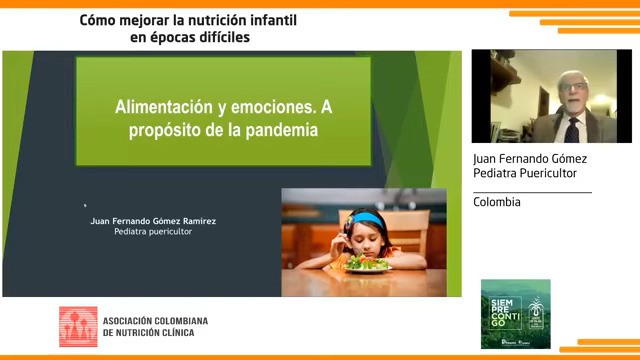 Cómo mejorar la nutrición infantil
en épocas difíciles
Alimentación y emociones. A
propósito de la pandemia
Juan Fernando Gómez Ramírez
Pediatra puericultor
Juan Fernando Gómez
Pediatra Puericultor
Colombia
ASOCIACIÓN COLOMBIANA
DE NUTRICIÓN CLÍNICA
SIEM
PRE
CONTI
GO